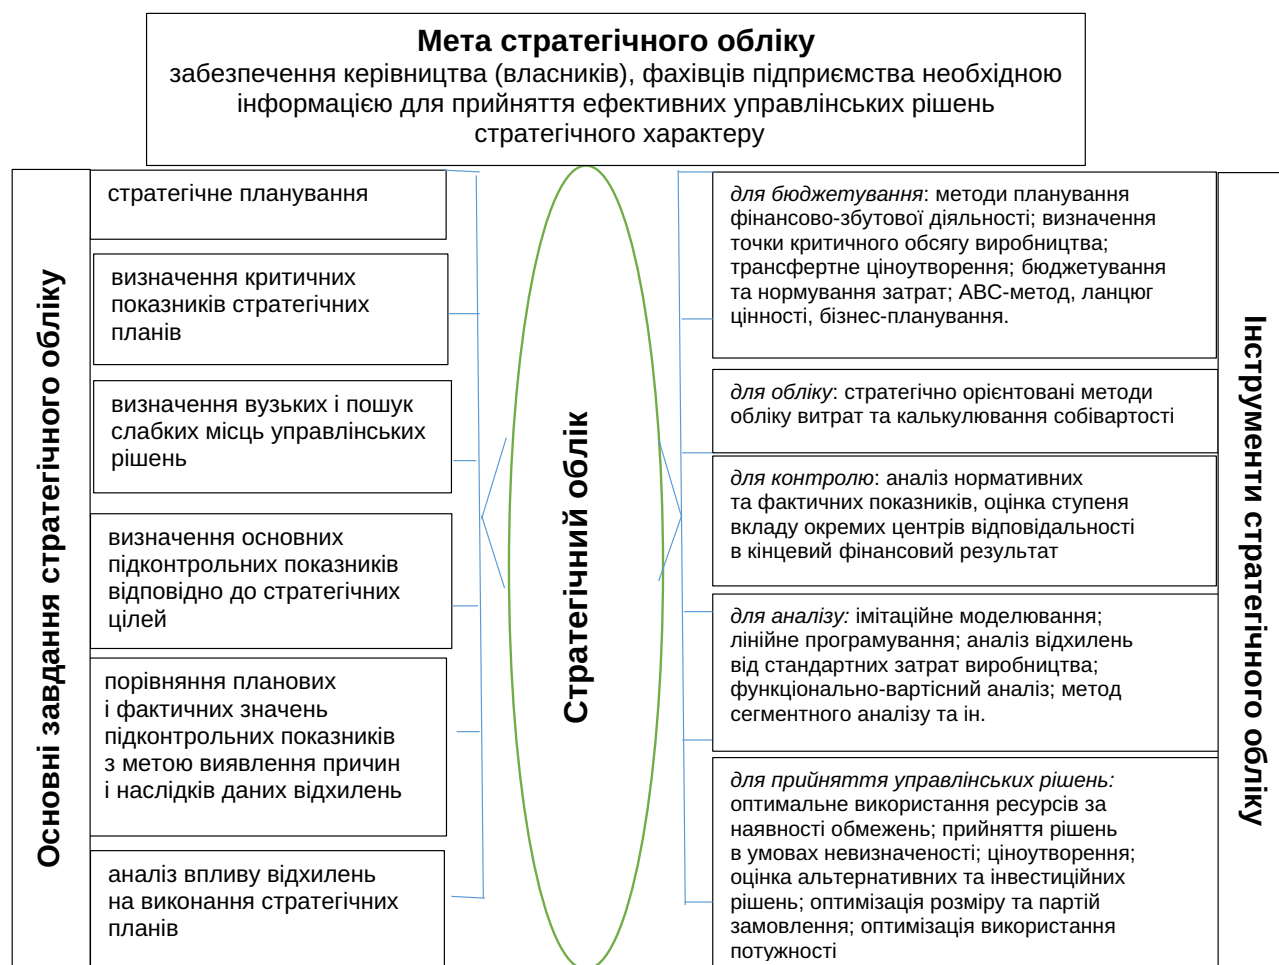 Мета стратегічного обліку
забезпечення керівництва (власників), фахівців підприємства необхідною
інформацією для прийняття ефективних управлінських рішень
стратегічного характеру
Основні завдання стратегічного обліку
стратегічне планування
визначення критичних
показників стратегічних
планів
визначення вузьких і пошук
слабких місць управлінських
рішень
визначення основних
підконтрольних показників
відповідно до стратегічних
цілей
порівняння планових
і фактичних значень
підконтрольних показників
з метою виявлення причин
і наслідків даних відхилень
аналіз впливу відхилень
на виконання стратегічних
планів
Стратегічний облік
для бюджетування: методи планування
фінансово-збутової діяльності; визначення
точки критичного обсягу виробництва;
трансфертне ціноутворення; бюджетування
та нормування затрат; АВС-метод, ланцюг
цінності, бізнес-планування.
для обліку: стратегічно орієнтовані методи
обліку витрат та калькулювання собівартості
для контролю: аналіз нормативних
та фактичних показників, оцінка ступеня
вкладу окремих центрів відповідальності
в кінцевий фінансовий результат
для аналізу: імітаційне моделювання;
лінійне програмування; аналіз відхилень
від стандартних затрат виробництва;
функціонально-вартісний аналіз; метод
сегментного аналізу та ін.
для прийняття управлінських рішень:
оптимальне використання ресурсів за
наявності обмежень; прийняття рішень
в умовах невизначеності; ціноутворення;
оцінка альтернативних та інвестиційних
рішень; оптимізація розміру та партій
замовлення; оптимізація використання
потужності
Інструменти стратегічного обліку